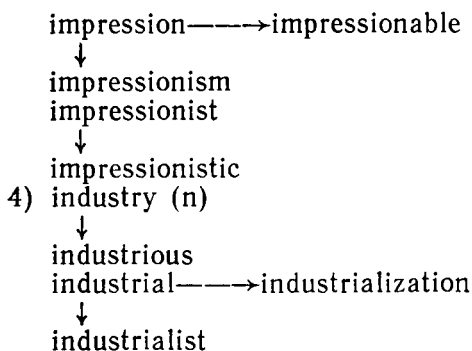 impression———→impressionable
↓
impressionism
impressionist
↓
impressionistic
4) industry (n)
↓
industrious
industrial———→industrialization
↓
industrialist